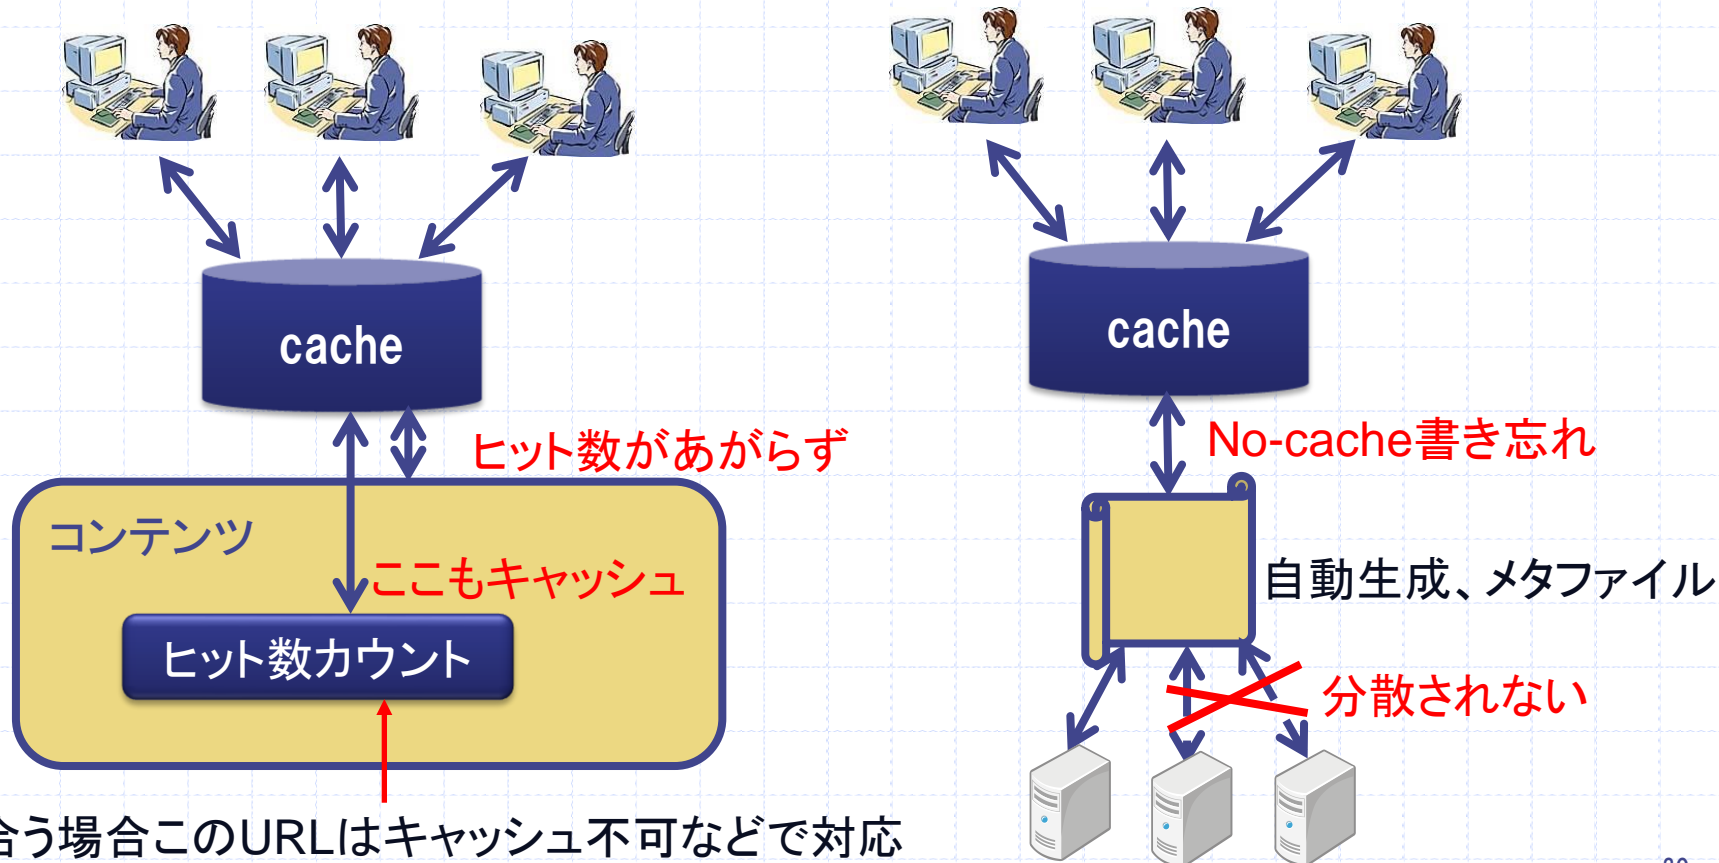 cache
ヒット数があがらず
コンテンツ
ここもキャッシュ
ヒット数カウント
合う場合このURLはキャッシュ不可などで対応
cache
No-cache書き忘れ
自動生成、メタファイル
分散されない